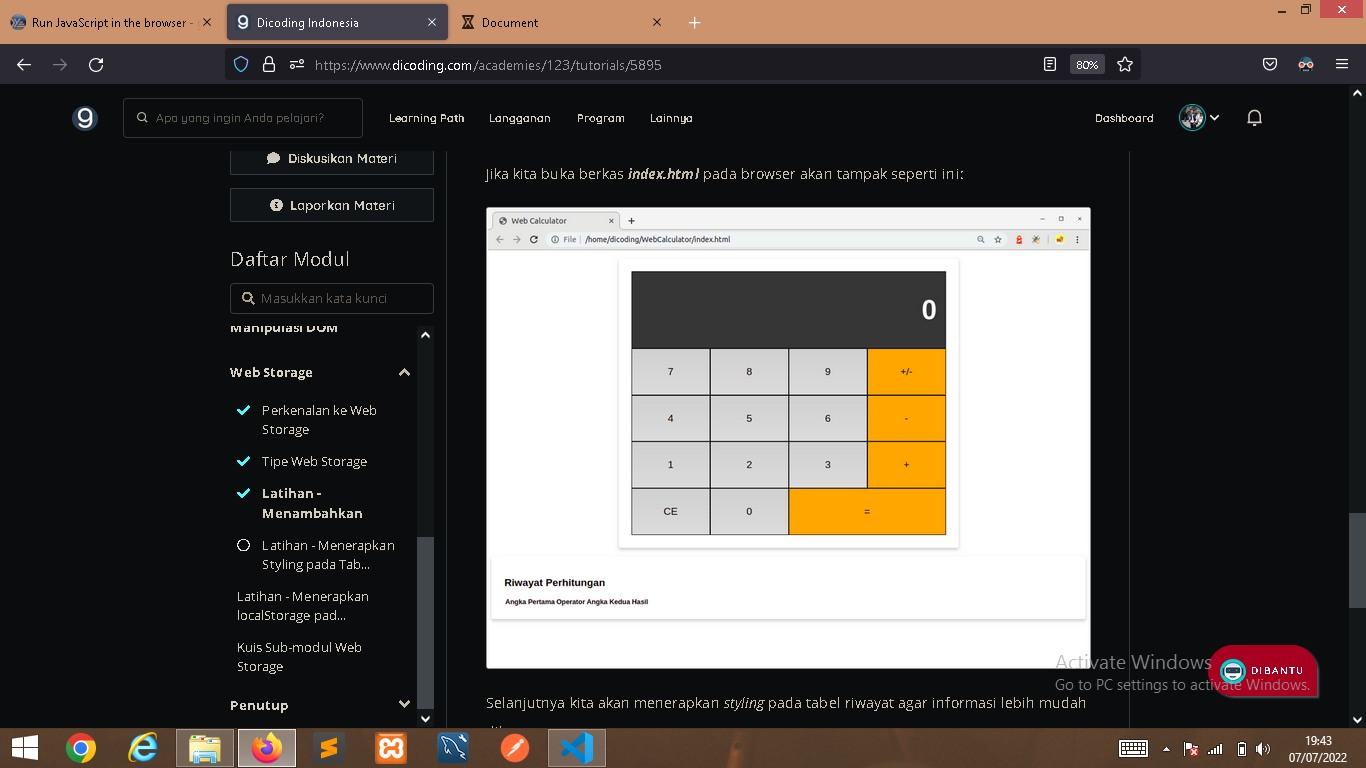 Run JavaScript in the browser -
Dicoding Indonesia
Document
https://www.dicoding.com/academies/123/tutorials/5895
80%
Apa yang ingin Anda pelajari?
Learning Path
Langganan
Program
Lainnya
Dashboard
Diskusikan Materi
Laporkan Materi
Daftar Modul
Masukkan kata kunci
Manipulasi DOM
Web Storage
Perkenalan ke Web
Storage
Tipe Web Storage
Latihan -
Menambahkan
Latihan - Menerapkan
Styling pada Tab...
Latihan - Menerapkan
localStorage pad...
Kuis Sub-modul Web
Storage
Penutup
Jika kita buka berkas index.html pada browser akan tampak seperti ini:
Web Calculator
File | /home/dicoding/WebCalculator/index.html
0
7 8 9 +/-
4 5 6 -
1 2 3 +
CE 0 =
Riwayat Perhitungan
Angka Pertama Operator Angka Kedua Hasil
Selanjutnya kita akan menerapkan styling pada tabel riwayat agar informasi lebih mudah
Activate Windows
Go to PC settings to activate Windows.
DIBANTU
19:43
07/07/2022